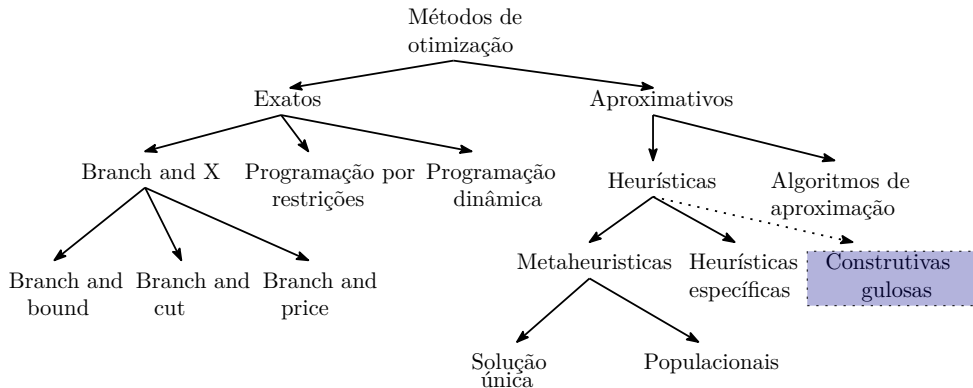 Métodos de
otimização
Exatos
Aproximativos
Branch and X
Programação por
restrições
Programação
dinâmica
Heurísticas
Algoritmos de
aproximação
Branch and
bound
Branch and
cut
Branch and
price
Metaheuristicas
Heurísticas
específicas
Construtivas
gulosas
Solução
única
Populacionais